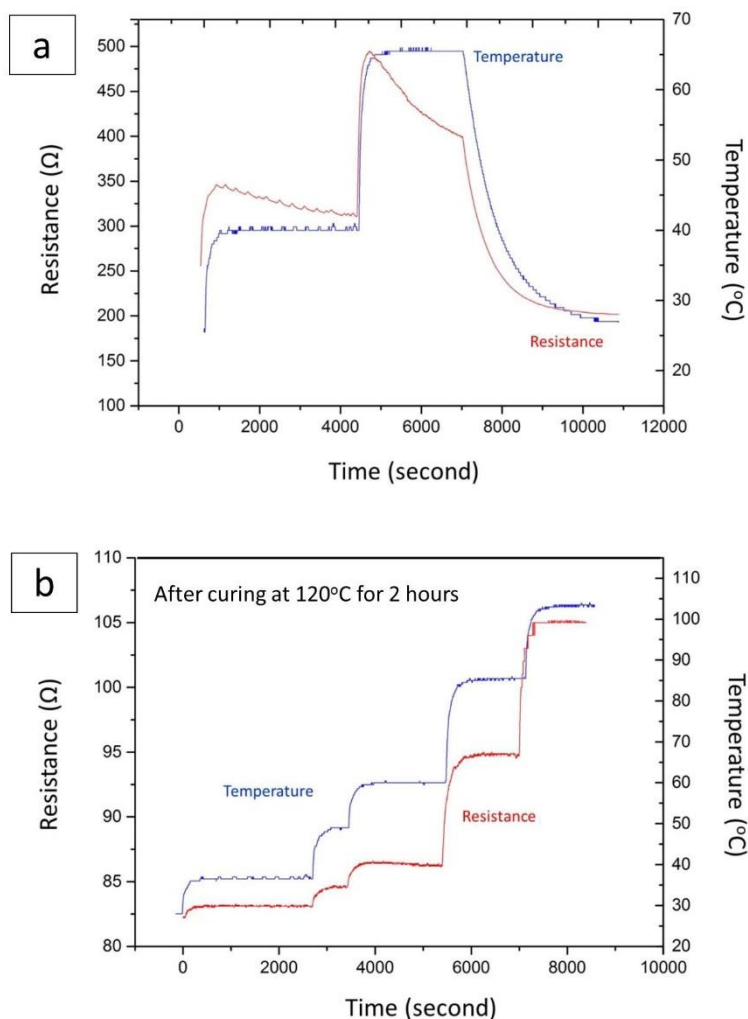 a
Resistance (Ω)
500
450
400
350
300
250
200
150
100
70
60
50
40
30
20
Temperature (°C)
Temperature
Resistance
0 2000 4000 6000 8000 10000 12000
Time (second)
b
After curing at 120°C for 2 hours
Resistance (Ω)
110
105
100
95
90
85
80
110
100
90
80
70
60
50
40
30
20
Temperature (°C)
Temperature
Resistance
0 2000 4000 6000 8000 10000
Time (second)